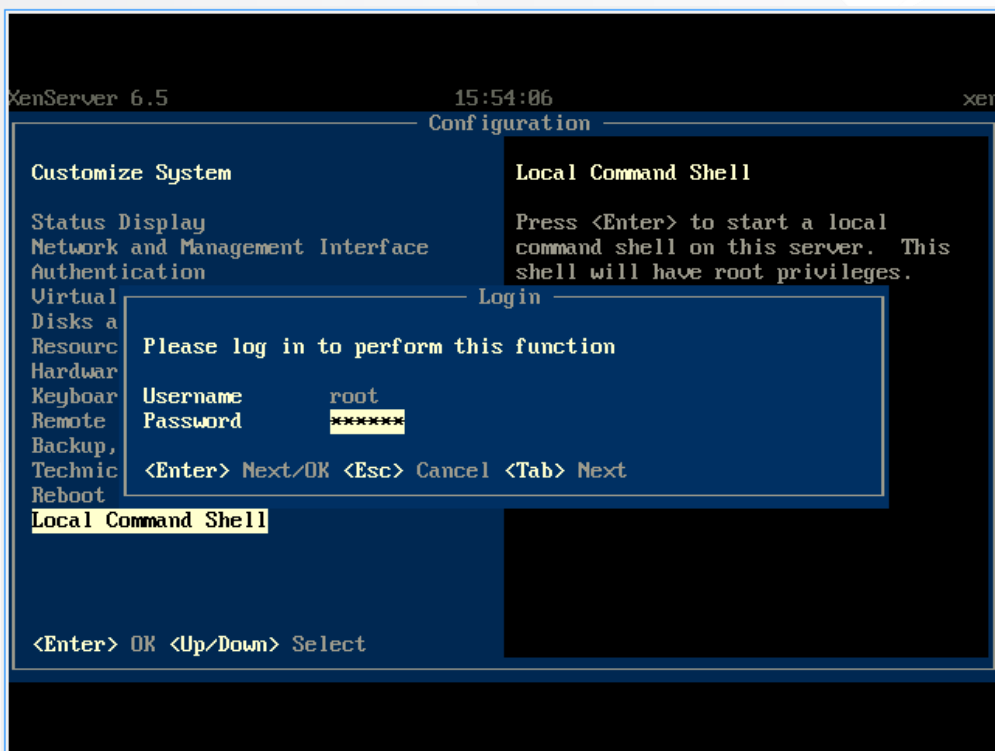 XenServer 6.5 15:54:06 xen
Configuration
Customize System
Status Display
Network and Management Interface
Authentication
Virtual
Disks a
Resourc
Hardwar
Keyboar
Remote
Backup,
Technic
Reboot
Local Command Shell
<Enter> OK <Up/Down> Select
Local Command Shell
Press <Enter> to start a local
command shell on this server. This
shell will have root privileges.
Login
Please log in to perform this function
Username root
Password ******
<Enter> Next/OK <Esc> Cancel <Tab> Next